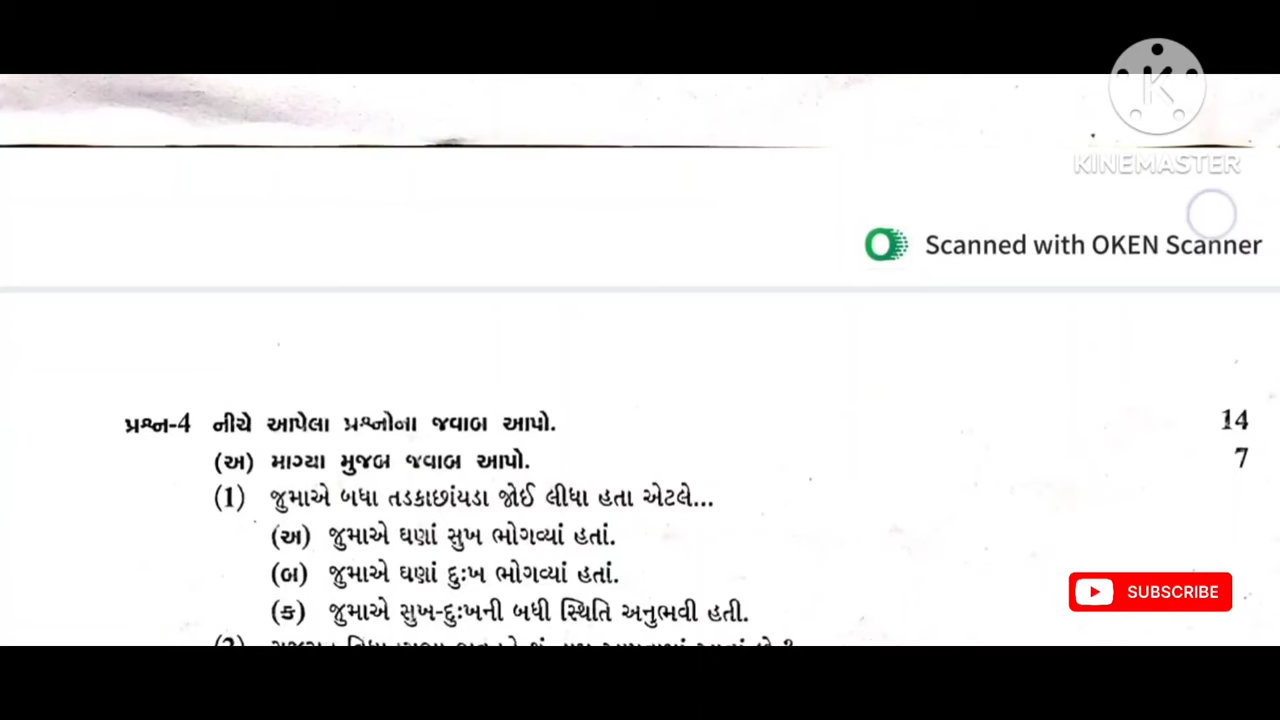 KINEMASTER
Scanned with OKEN Scanner
પ્રશ્ન-4 નીચે આપેલા પ્રશ્નોના જવાબ આપો. 14
(અ) માગ્યા મુજબ જવાબ આપો. 7
(1) જુમાએ બધા તડકાછાંયડા જોઈ લીધા હતા એટલે...
(અ) જુમાએ ઘણાં સુખ ભોગવ્યાં હતાં.
(બ) જુમાએ ઘણાં દુઃખ ભોગવ્યાં હતાં.
SUBSCRIBE
(ક) જુમાએ સુખ-દુઃખની બધી સ્થિતિ અનુભવી હતી.